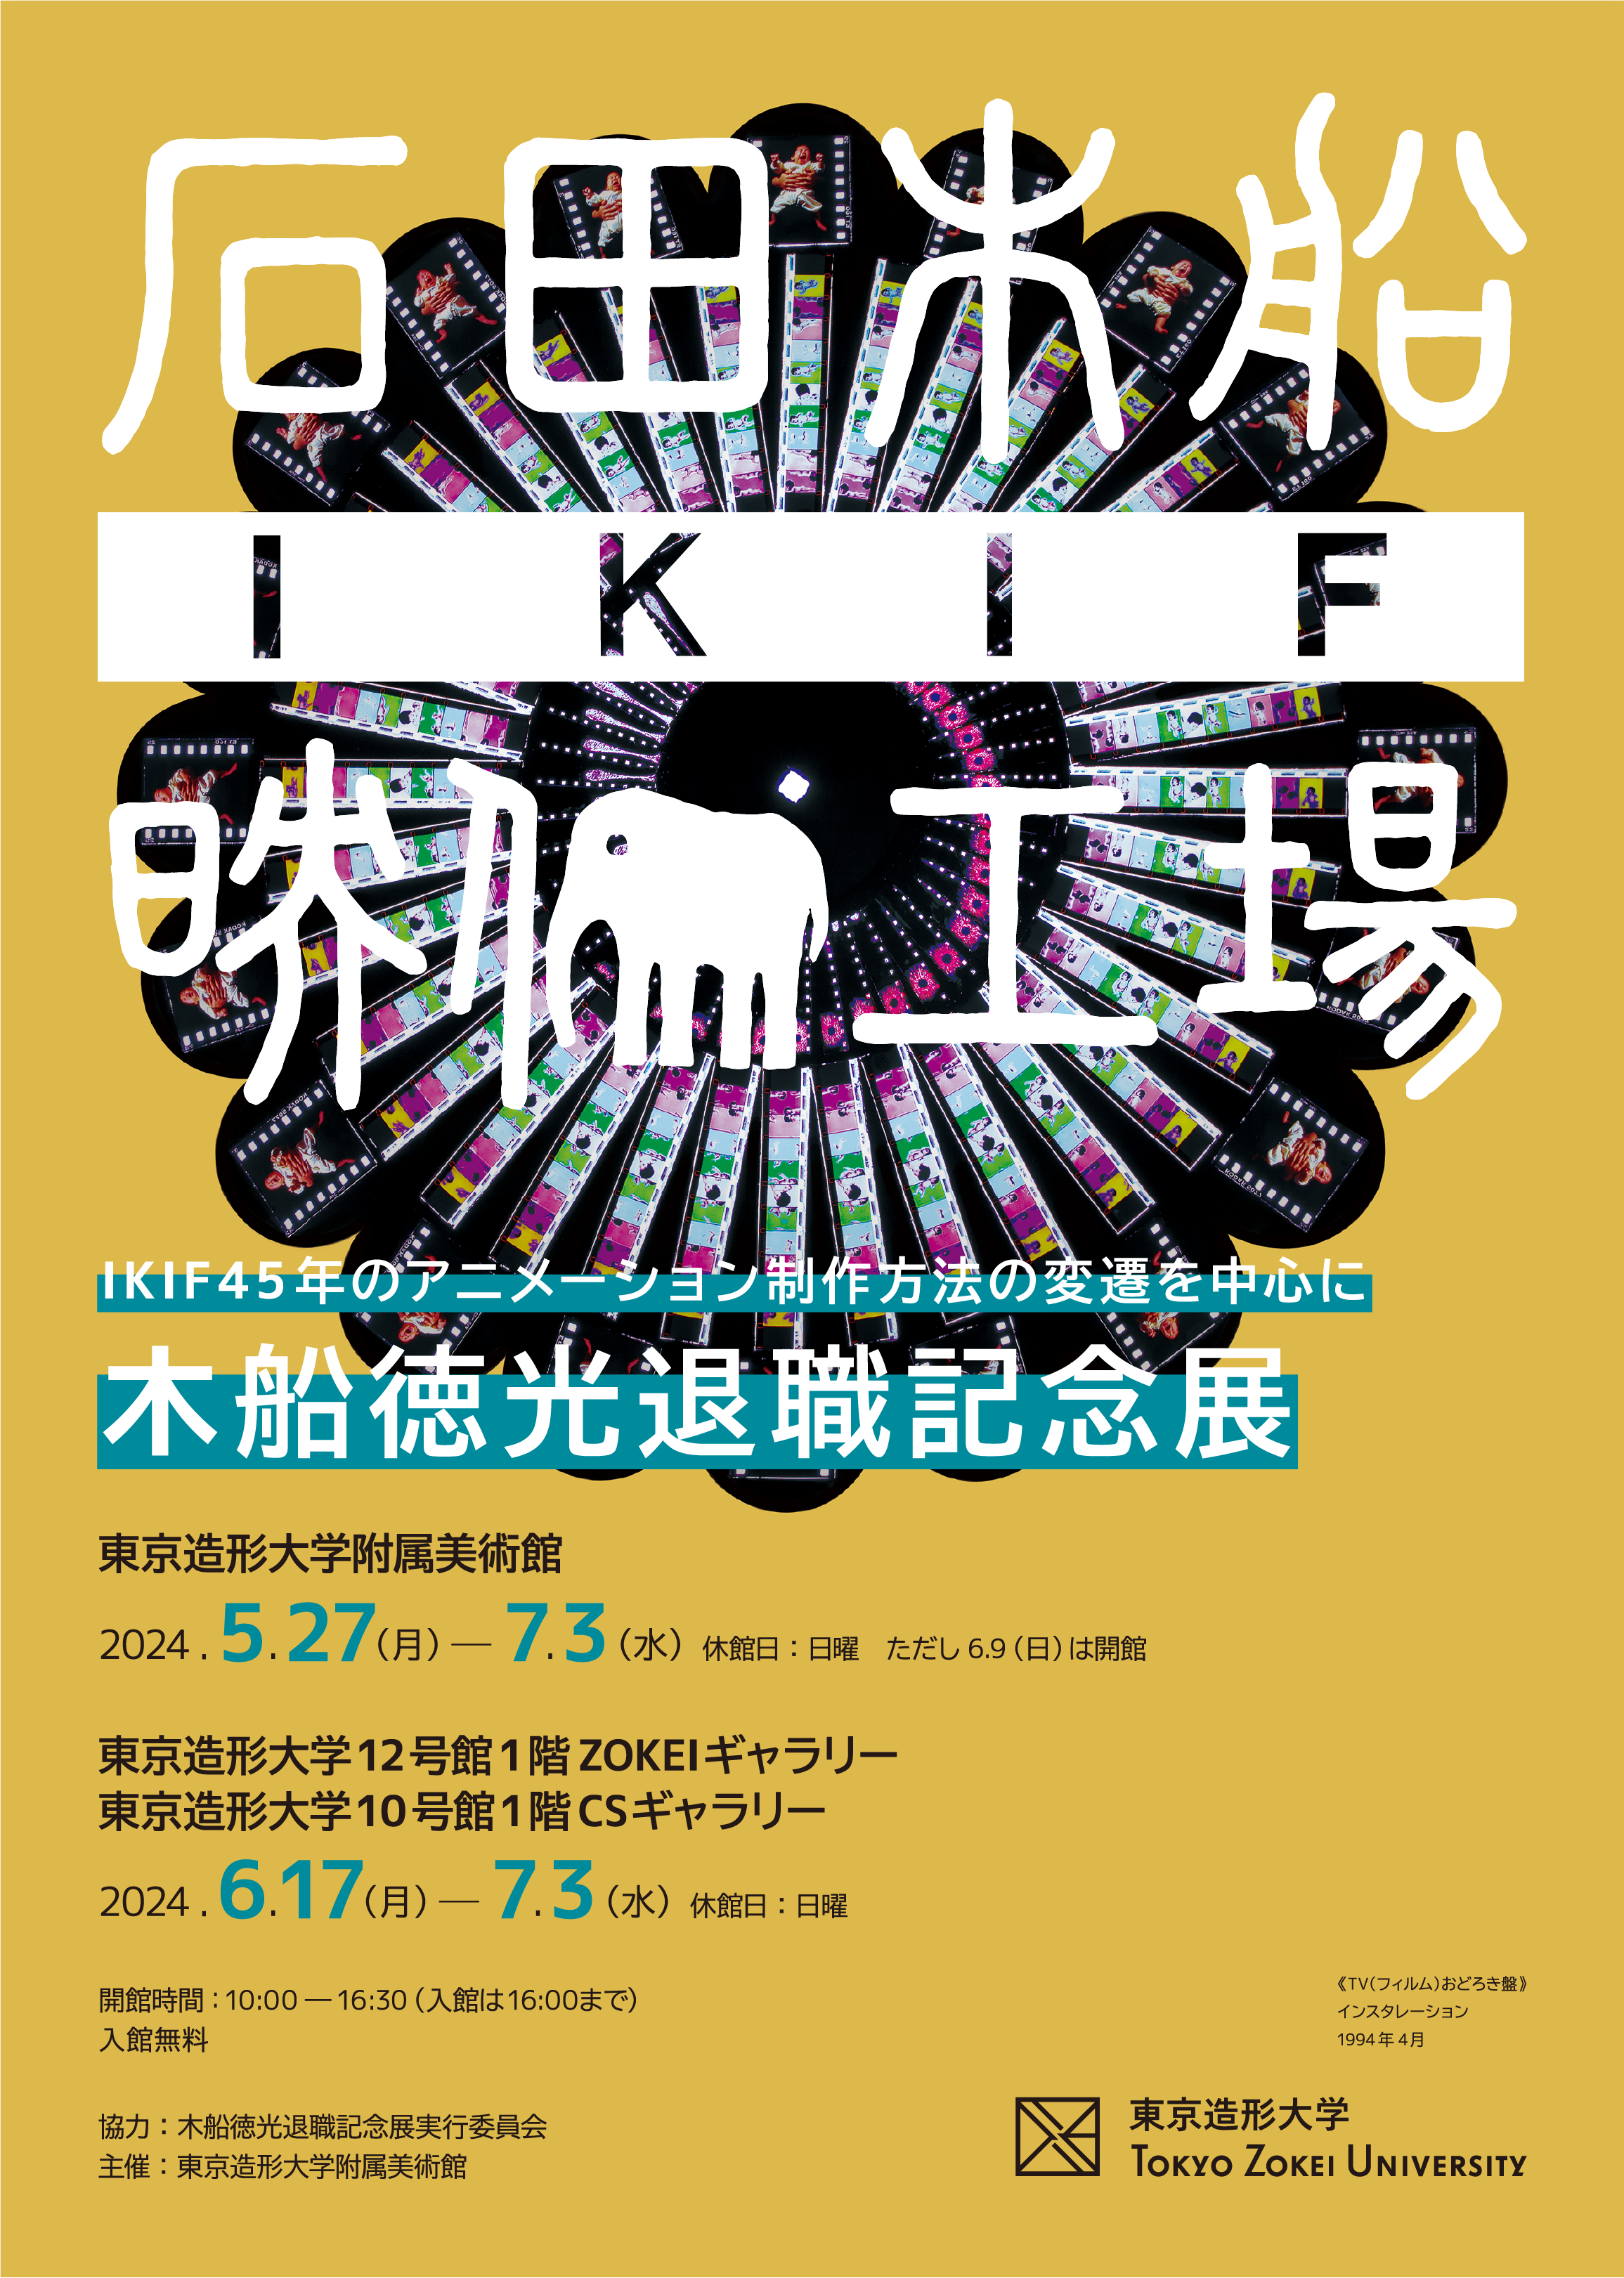 石田木船
IKIF
映像工場
IKIF45年のアニメーション制作方法の変遷を中心に
木船徳光退職記念展
東京造形大学附属美術館
2024.5.27(月)— 7.3(水) 休館日:日曜 ただし6.9(日)は開館
東京造形大学12号館1階ZOKEIギャラリー
東京造形大学10号館1階CSギャラリー
2024.6.17(月)— 7.3(水) 休館日:日曜
開館時間:10:00 — 16:30(入館は16:00まで)
入館無料
《TV(フィルム)おどろき盤》
インスタレーション
1994年4月
協力:木船徳光退職記念展実行委員会
主催:東京造形大学附属美術館
東京造形大学
TOKYO ZOKEI UNIVERSITY